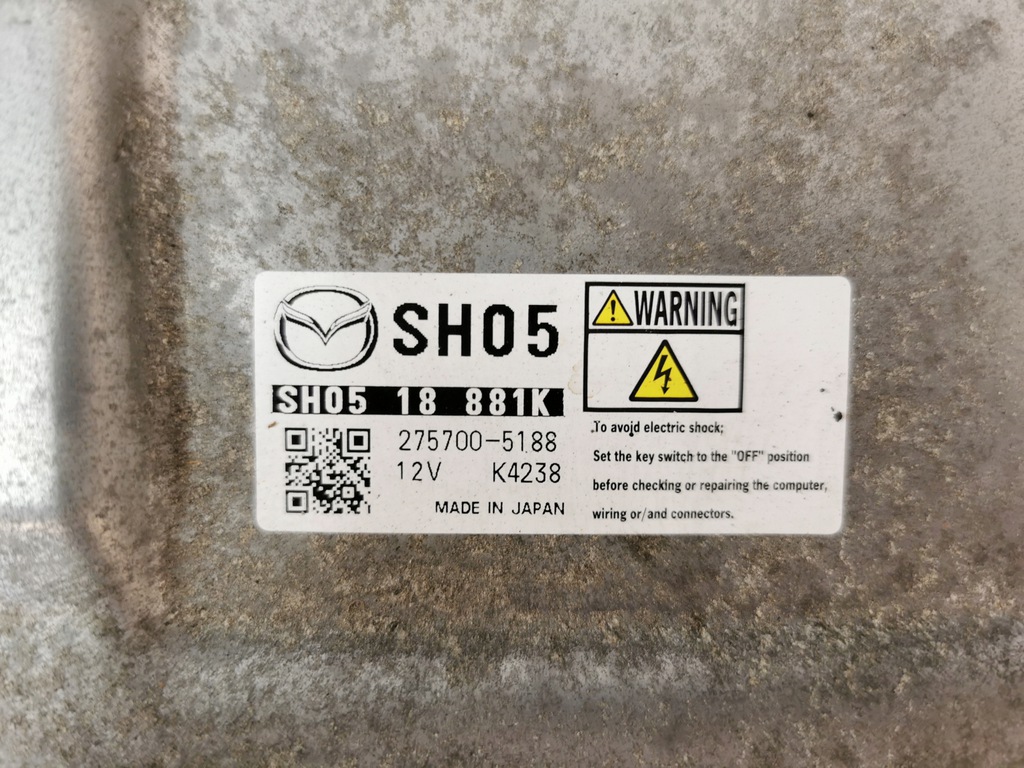 SH05
SH05 18 881K
275700-5188
12V K4238
MADE IN JAPAN
WARNING
To avoid electric shock;
Set the key switch to the "OFF" position
before checking or repairing the computer,
wiring or/and connectors.